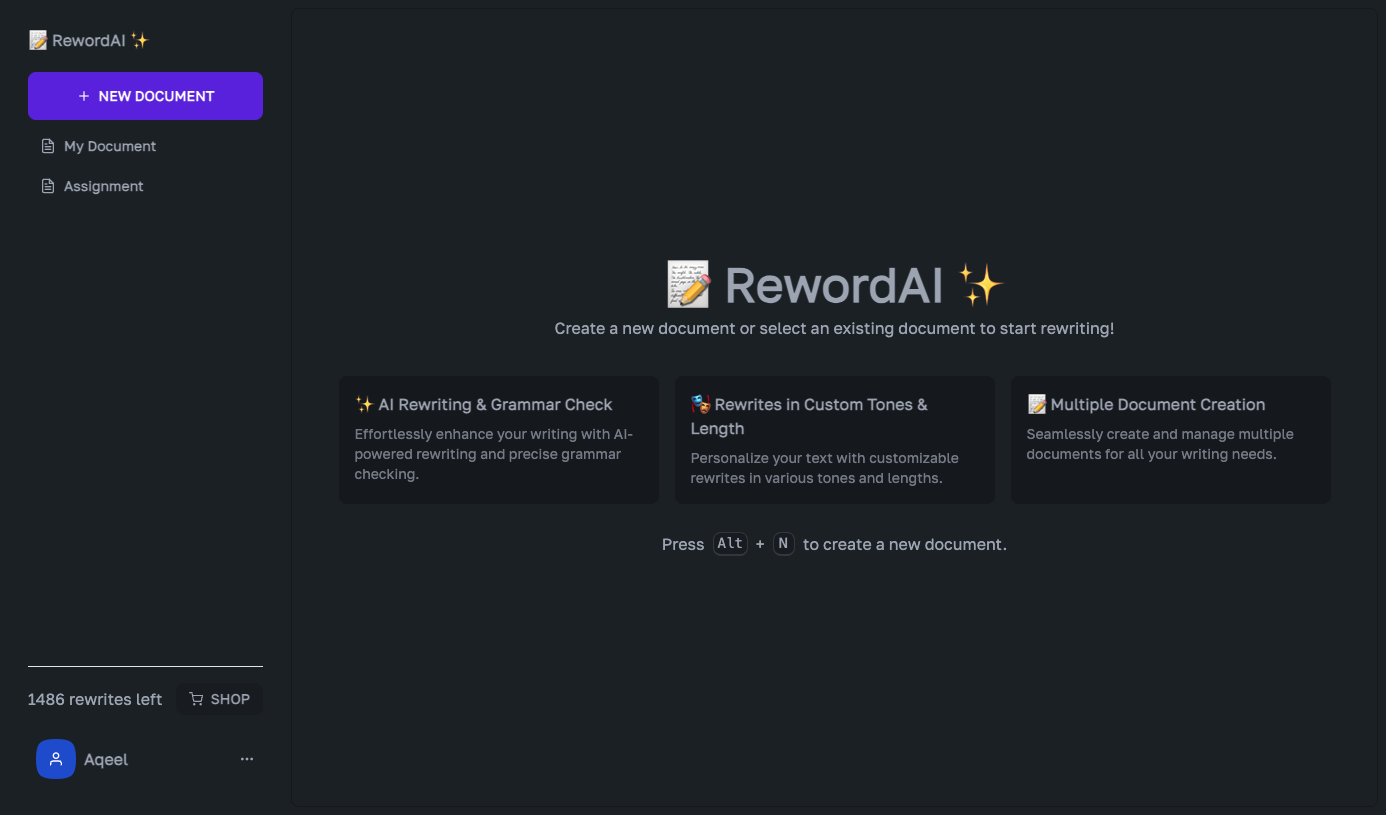 RewordAI
+ NEW DOCUMENT
My Document
Assignment
1486 rewrites left
SHOP
Aqeel
RewordAI
Create a new document or select an existing document to start rewriting!
AI Rewriting & Grammar Check
Effortlessly enhance your writing with AI-
powered rewriting and precise grammar
checking.
Rewrites in Custom Tones &
Length
Personalize your text with customizable
rewrites in various tones and lengths.
Multiple Document Creation
Seamlessly create and manage multiple
documents for all your writing needs.
Press Alt + N to create a new document.